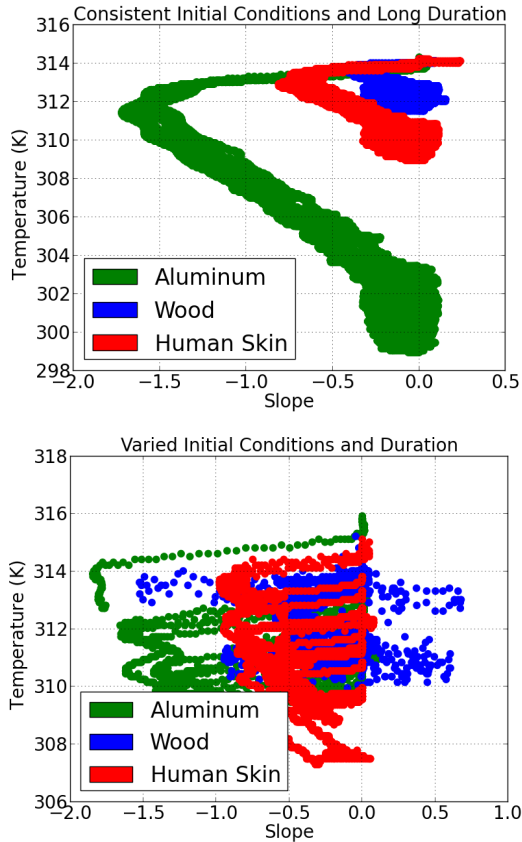 Consistent Initial Conditions and Long Duration
316
314
312
310
308
306
304
302
300
298
Temperature (K)
Aluminum
Wood
Human Skin
−2.0 −1.5 −1.0 −0.5 0.0 0.5
Slope
Varied Initial Conditions and Duration
318
316
314
312
310
308
306
Temperature (K)
Aluminum
Wood
Human Skin
−2.0 −1.5 −1.0 −0.5 0.0 0.5 1.0
Slope